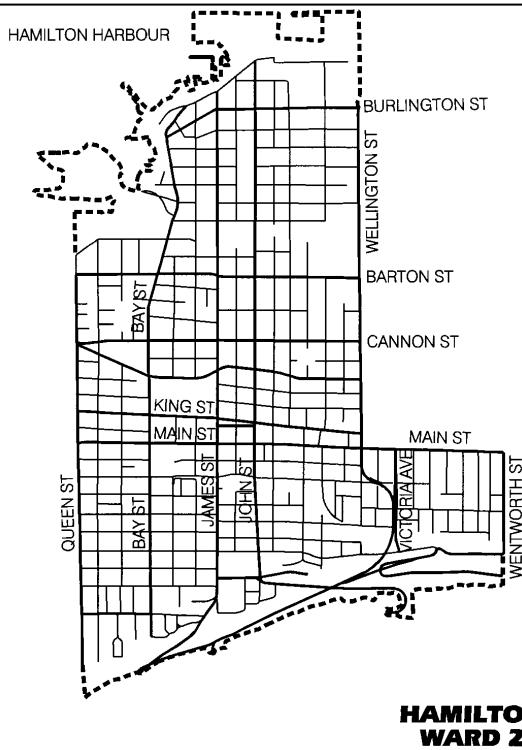 HAMILTON HARBOUR
BURLINGTON ST
WELLINGTON ST
BARTON ST
BAY ST
CANNON ST
KING ST
MAIN ST
MAIN ST
QUEEN ST
BAY ST
JAMES ST
JOHN ST
VICTORIA AVE
WENTWORTH ST
HAMILTO
WARD 2